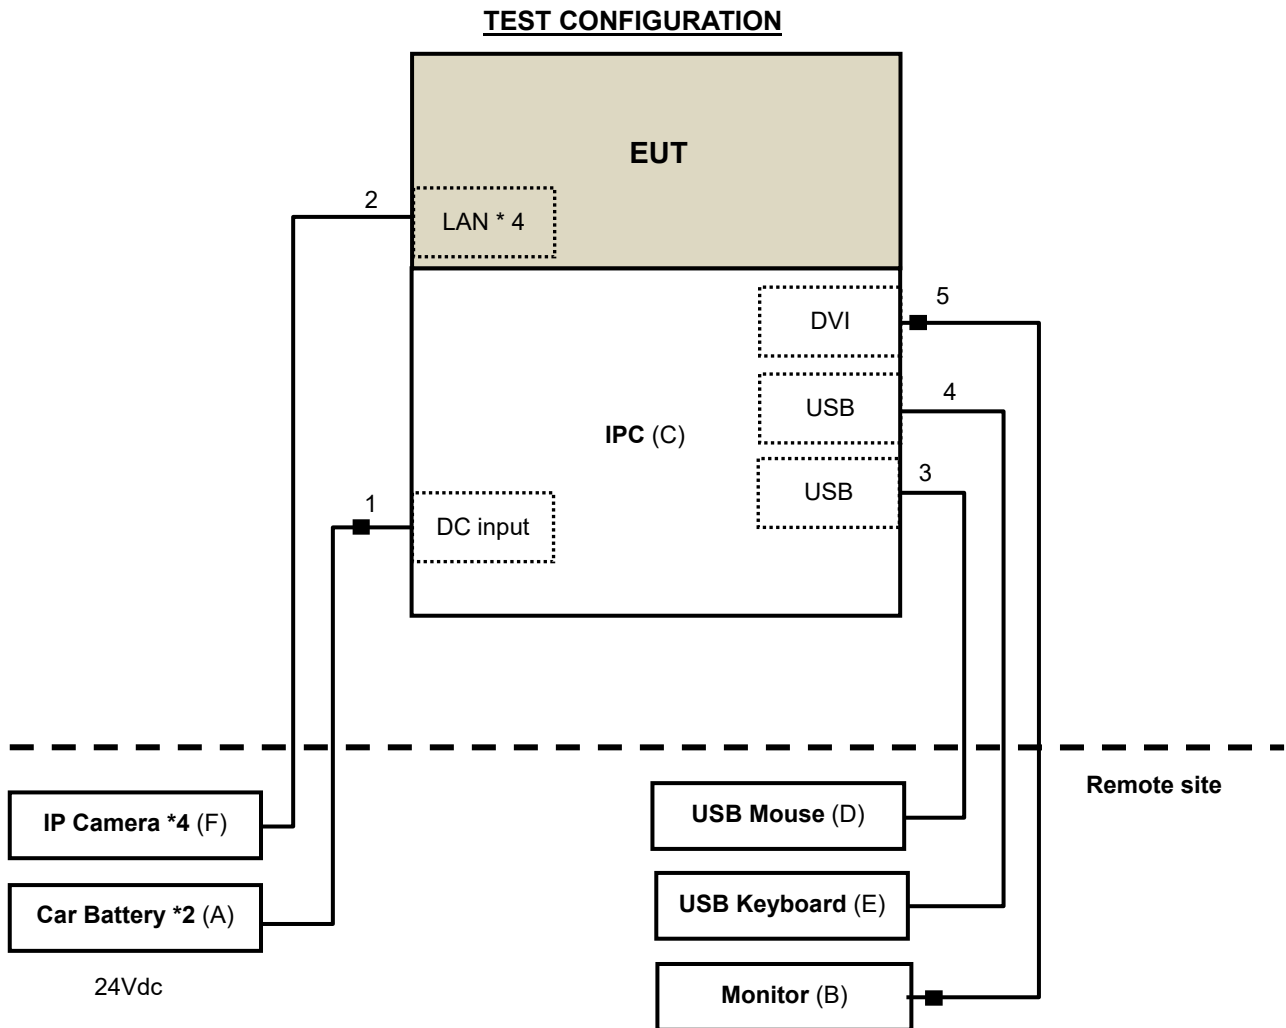 TEST CONFIGURATION
EUT
2
LAN * 4
5
DVI
4
USB
IPC (C)
3
USB
1
DC input
Remote site
IP Camera *4 (F)
USB Mouse (D)
Car Battery *2 (A)
USB Keyboard (E)
24Vdc
Monitor (B)